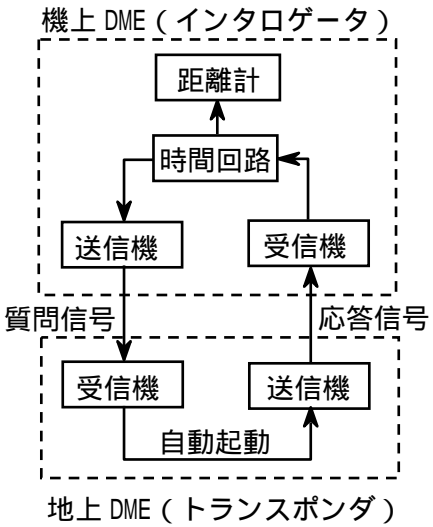 機上 DME（インタロゲータ）
距離計
時間回路
送信機
受信機
質問信号
応答信号
受信機
送信機
自動起動
地上 DME（トランスポンダ）